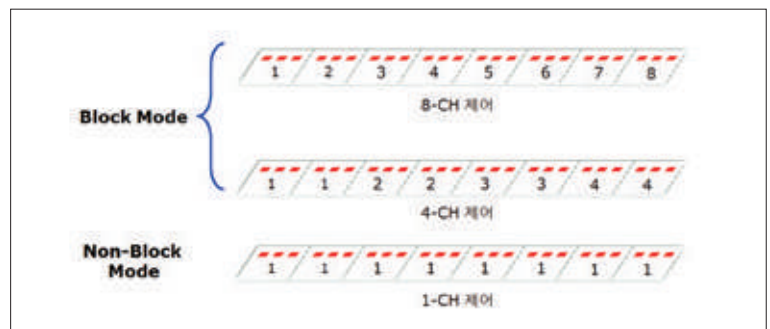 1 2 3 4 5 6 7 8
8-CH 제어
Block Mode
1 1 2 2 3 3 4 4
4-CH 제어
Non-Block
Mode
1 1 1 1 1 1 1 1
1-CH 제어